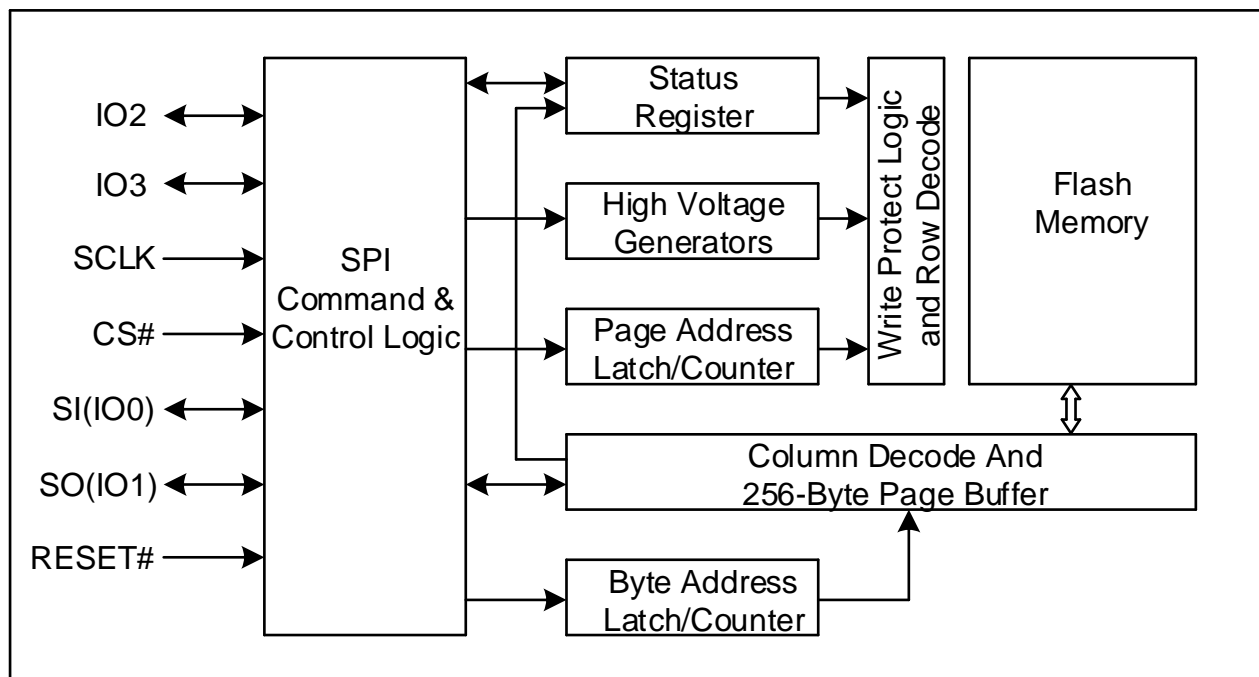 IO2
IO3
SCLK
CS#
SI(IO0)
SO(IO1)
RESET#
SPI
Command &
Control Logic
Status
Register
High Voltage
Generators
Page Address
Latch/Counter
Write Protect Logic
and Row Decode
Flash
Memory
Column Decode And
256-Byte Page Buffer
Byte Address
Latch/Counter